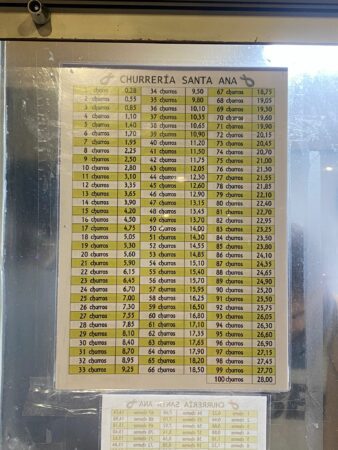 CHURRERÍA SANTA ANA
1 churro 0,28 34 churros 9,50 67 churros 18,75
2 churros 0,55 35 churros 9,80 68 churros 19,05
3 churros 0,85 36 churros 10,10 69 churros 19,30
4 churros 1,10 37 churros 10,35 70 churros 19,60
5 churros 1,40 38 churros 10,65 71 churros 19,90
6 churros 1,70 39 churros 10,90 72 churros 20,15
7 churros 1,95 40 churros 11,20 73 churros 20,45
8 churros 2,25 41 churros 11,50 74 churros 20,70
9 churros 2,50 42 churros 11,75 75 churros 21,00
10 churros 2,80 43 churros 12,05 76 churros 21,30
11 churros 3,10 44 churros 12,30 77 churros 21,55
12 churros 3,35 45 churros 12,60 78 churros 21,85
13 churros 3,65 46 churros 12,90 79 churros 22,10
14 churros 3,90 47 churros 13,15 80 churros 22,40
15 churros 4,20 48 churros 13,45 81 churros 22,70
16 churros 4,50 49 churros 13,70 82 churros 22,95
17 churros 4,75 50 churros 14,00 83 churros 23,25
18 churros 5,05 51 churros 14,30 84 churros 23,50
19 churros 5,30 52 churros 14,55 85 churros 23,80
20 churros 5,60 53 churros 14,85 86 churros 24,10
21 churros 5,90 54 churros 15,10 87 churros 24,35
22 churros 6,15 55 churros 15,40 88 churros 24,65
23 churros 6,45 56 churros 15,70 89 churros 24,90
24 churros 6,70 57 churros 15,95 90 churros 25,20
25 churros 7,00 58 churros 16,25 91 churros 25,50
26 churros 7,30 59 churros 16,50 92 churros 25,75
27 churros 7,55 60 churros 16,80 93 churros 26,05
28 churros 7,85 61 churros 17,10 94 churros 26,30
29 churros 8,10 62 churros 17,35 95 churros 26,60
30 churros 8,40 63 churros 17,65 96 churros 26,90
31 churros 8,70 64 churros 17,90 97 churros 27,15
32 churros 8,95 65 churros 18,20 98 churros 27,45
33 churros 9,25 66 churros 18,50 99 churros 27,70
100 churros 28,00
CHURRERÍA SANTA ANA